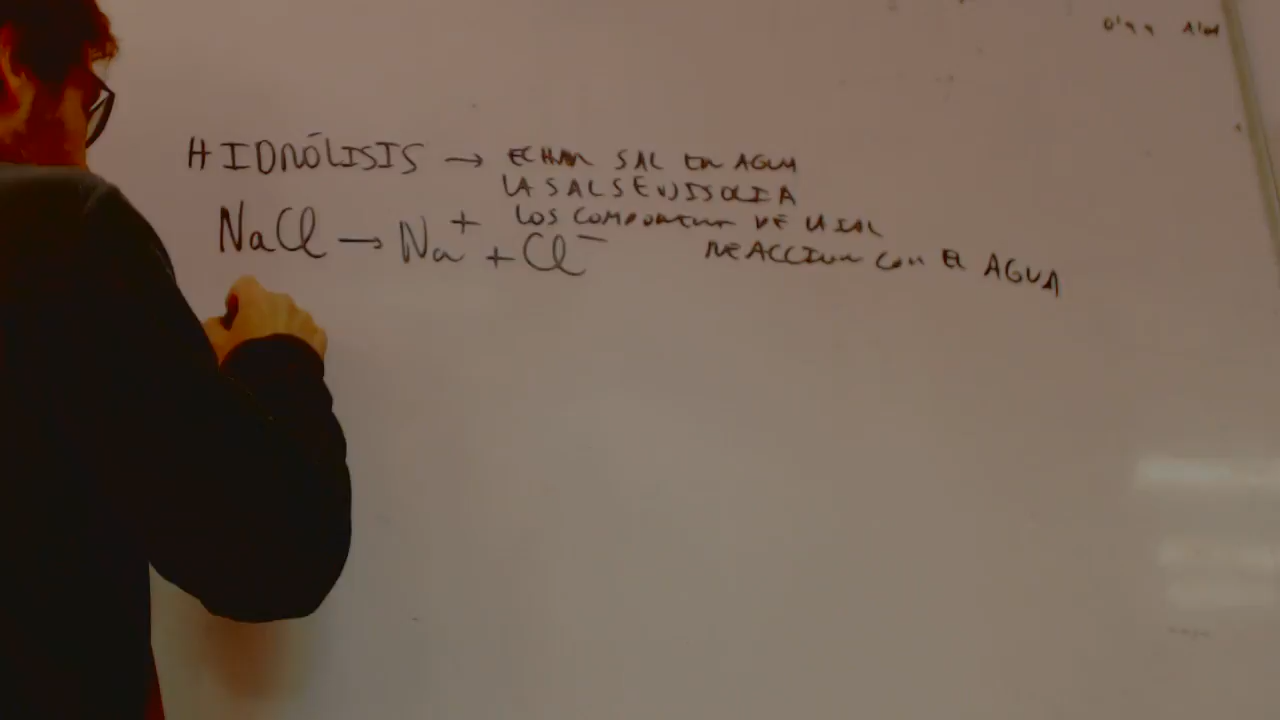 HIDRÓLISIS → ECHAR SAL EN AGUA
LA SAL SE DISOCIA
LOS COMPONENTES DE LA SAL
REACCIONAN CON EL AGUA
NaCl → Na⁺ + Cl⁻